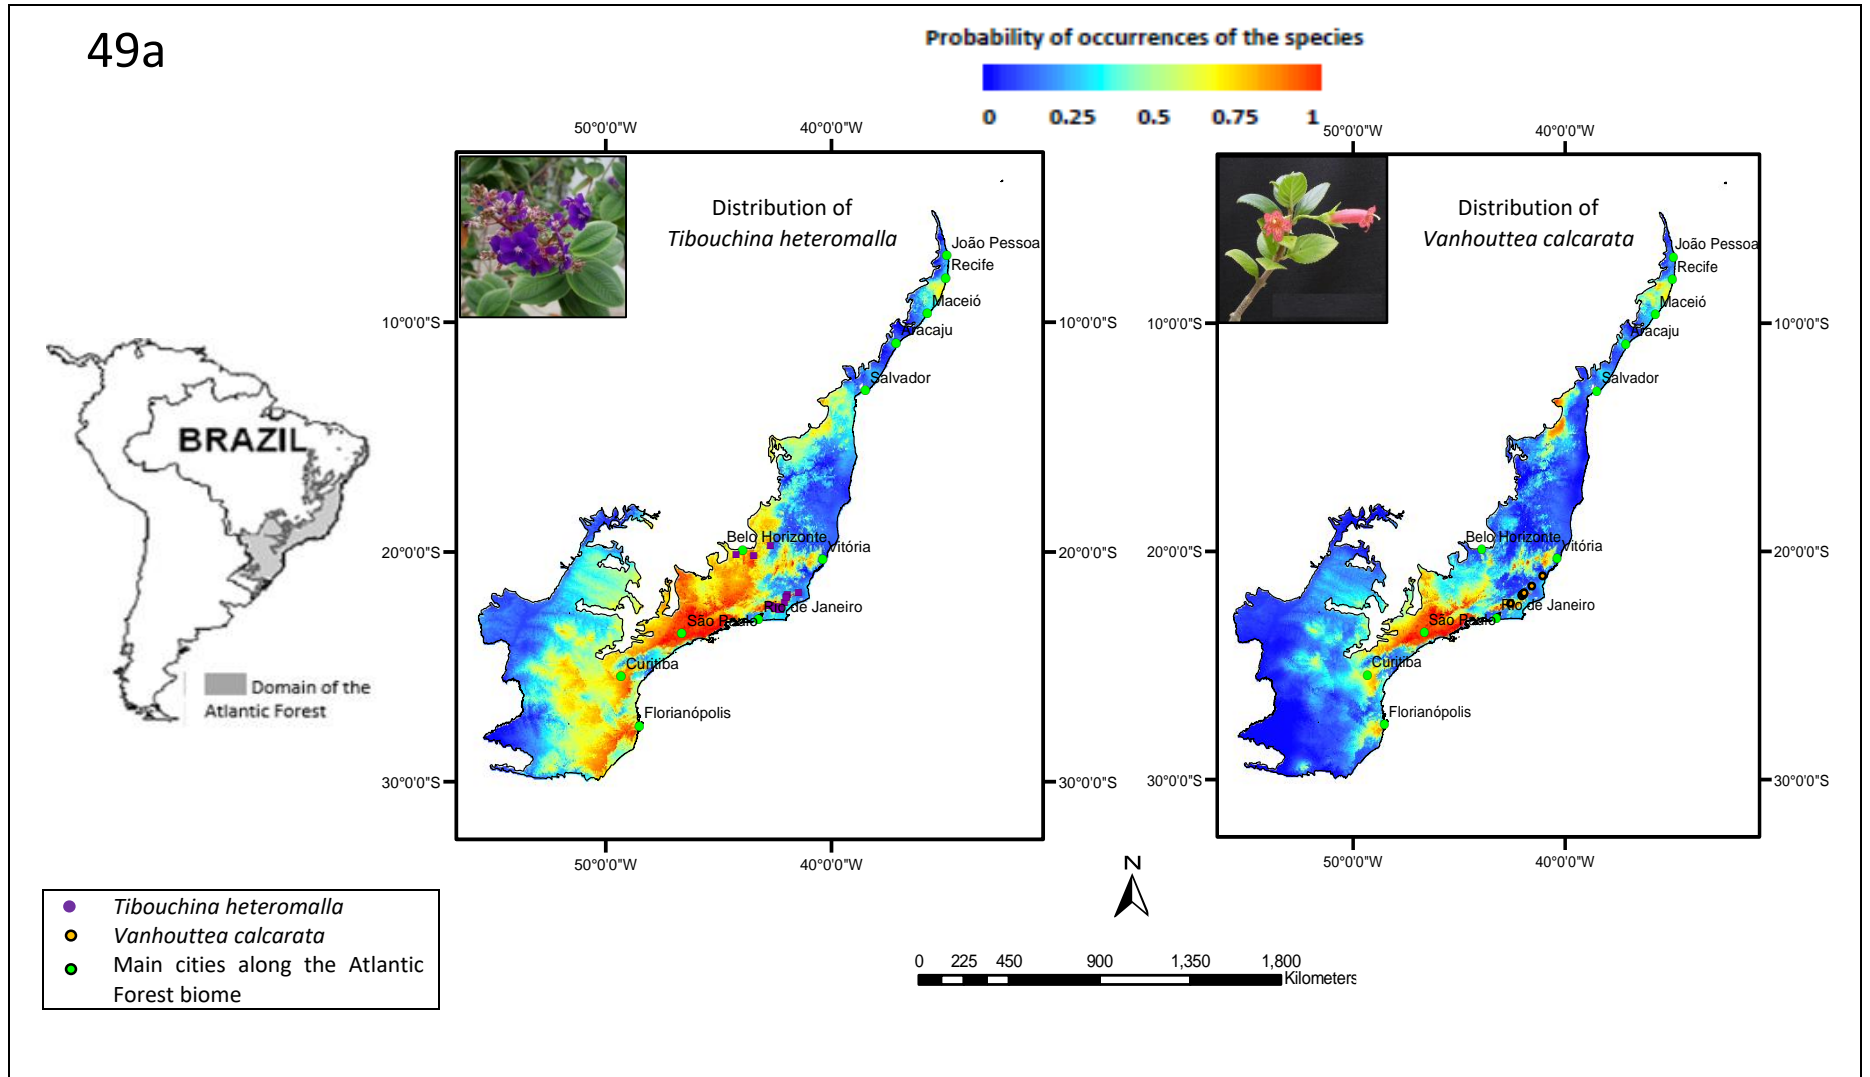 49a
Probability of occurrences of the species
0 0.25 0.5 0.75 1
50°0'0"W 40°0'0"W
50°0'0"W 40°0'0"W
Distribution of
Tibouchina heteromalla
João Pessoa
Recife
Maceió
Aracaju
Salvador
Belo Horizonte
Vitória
Rio de Janeiro
São Paulo
Curitiba
Florianópolis
10°0'0"S
20°0'0"S
30°0'0"S
50°0'0"W 40°0'0"W
Distribution of
Vanhouttea calcarata
João Pessoa
Recife
Maceió
Aracaju
Salvador
Belo Horizonte
Vitória
Rio de Janeiro
São Paulo
Curitiba
Florianópolis
10°0'0"S
20°0'0"S
30°0'0"S
10°0'0"S
20°0'0"S
30°0'0"S
10°0'0"S
20°0'0"S
30°0'0"S
50°0'0"W 40°0'0"W
BRAZIL
Domain of the
Atlantic Forest
N
Tibouchina heteromalla
Vanhouttea calcarata
Main cities along the Atlantic
Forest biome
0 225 450 900 1,350 1,800
Kilometers